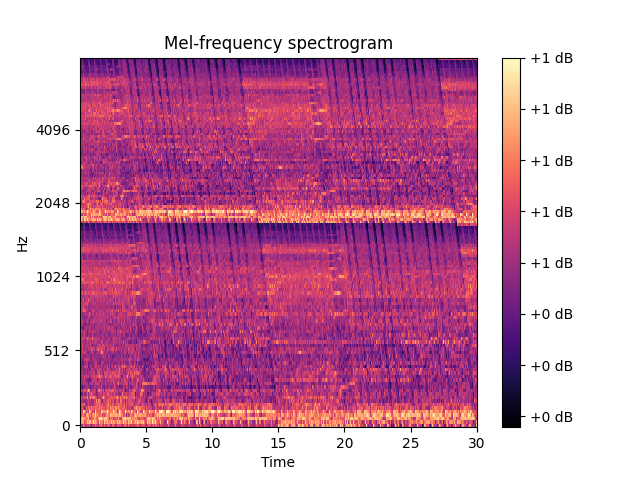 Mel-frequency spectrogram
+1 dB
+1 dB
+1 dB
+1 dB
+1 dB
+0 dB
+0 dB
+0 dB
4096
2048
1024
512
0
Hz
0 5 10 15 20 25 30
Time